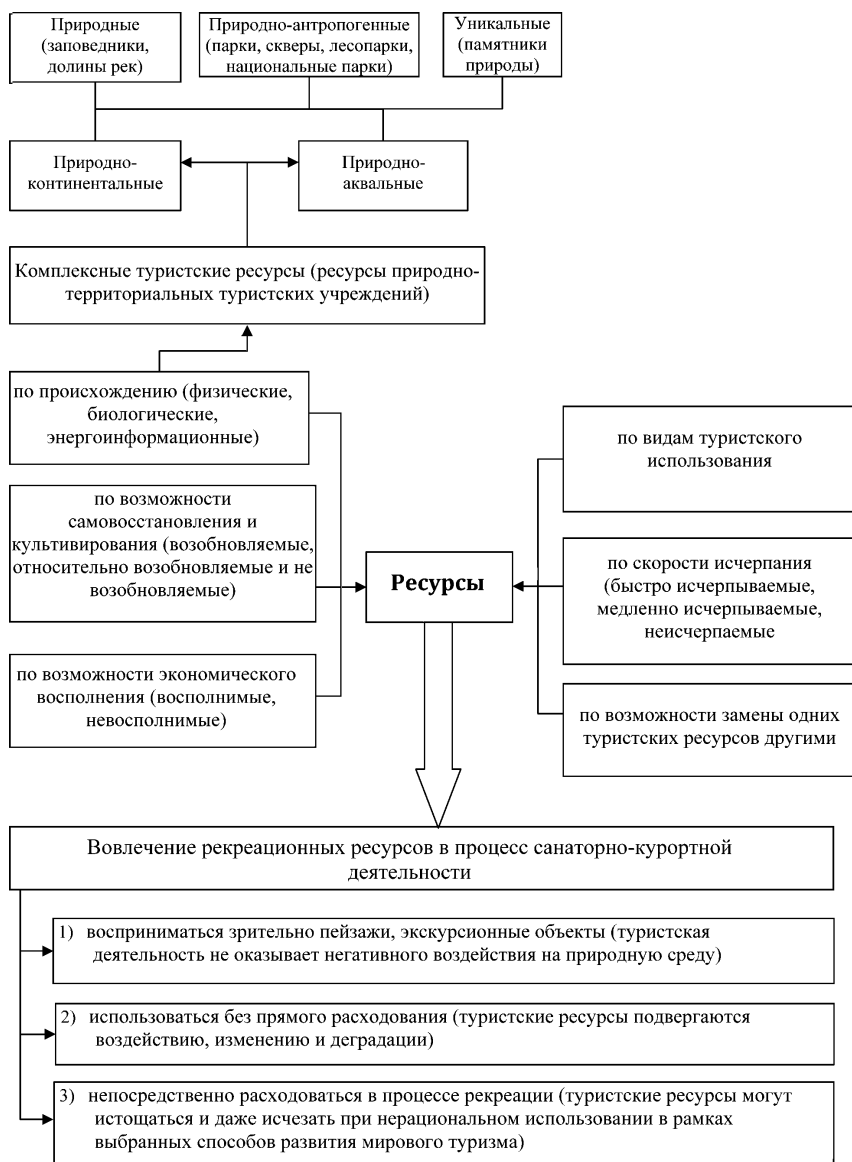 Природные
(заповедники,
долины рек)
Природно-антропогенные
(парки, скверы, лесопарки,
национальные парки)
Уникальные
(памятники
природы)
Природно-
континентальные
Природно-
аквальные
Комплексные туристские ресурсы (ресурсы природно-
территориальных туристских учреждений)
по происхождению (физические,
биологические,
энергоинформационные)
по возможности
самовосстановления и
культивирования (возобновляемые,
относительно возобновляемые и не
возобновляемые)
по возможности экономического
восполнения (восполнимые,
невосполнимые)
Ресурсы
по видам туристского
использования
по скорости исчерпания
(быстро исчерпываемые,
медленно исчерпываемые,
неисчерпаемые
по возможности замены одних
туристских ресурсов другими
Вовлечение рекреационных ресурсов в процесс санаторно-курортной
деятельности
1) восприниматься зрительно пейзажи, экскурсионные объекты (туристская
деятельность не оказывает негативного воздействия на природную среду)
2) использоваться без прямого расходования (туристские ресурсы подвергаются
воздействию, изменению и деградации)
3) непосредственно расходоваться в процессе рекреации (туристские ресурсы могут
истощаться и даже исчезать при нерациональном использовании в рамках
выбранных способов развития мирового туризма)